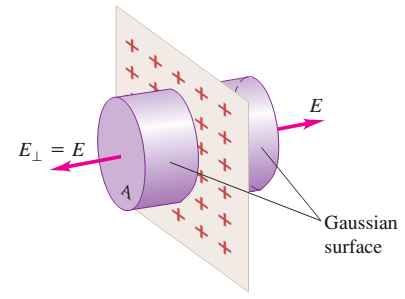 E
E⊥ = E
A
Gaussian
surface